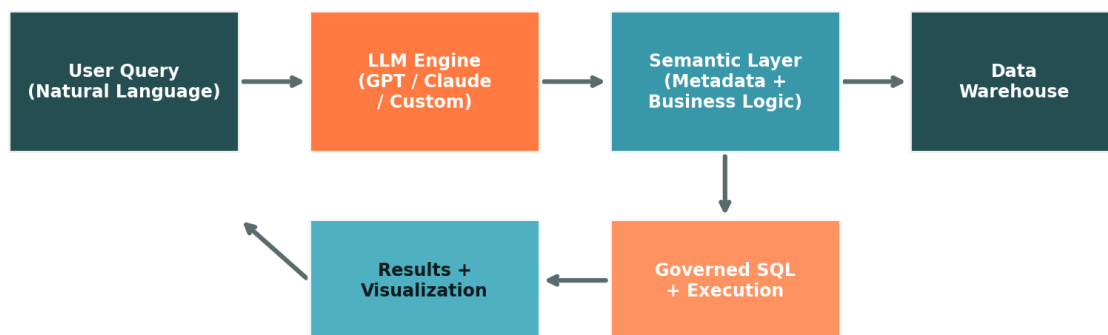 User Query
(Natural Language)
LLM Engine
(GPT / Claude
/ Custom)
Semantic Layer
(Metadata +
Business Logic)
Data
Warehouse
Results +
Visualization
Governed SQL
+ Execution